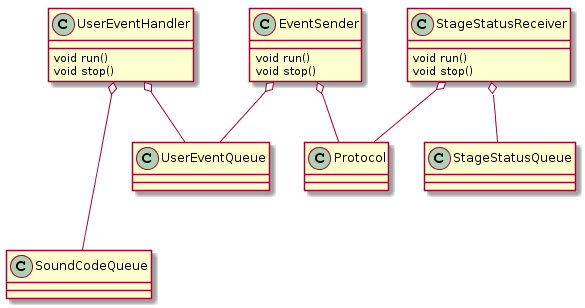 C UserEventHandler
void run()
void stop()
C EventSender
void run()
void stop()
C StageStatusReceiver
void run()
void stop()
C UserEventQueue
C Protocol
C StageStatusQueue
C SoundCodeQueue